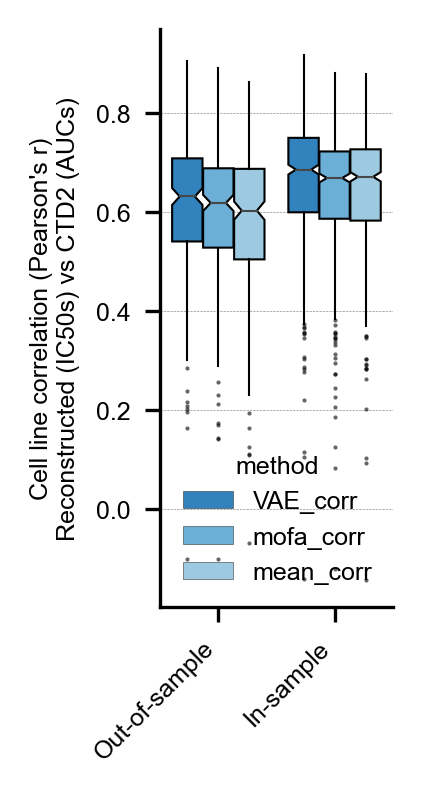 Cell line correlation (Pearson's r)
Reconstructed (IC50s) vs CTD2 (AUCs)
0.8
0.6
0.4
0.2
0.0
method
VAE_corr
mofa_corr
mean_corr
Out-of-sample
In-sample